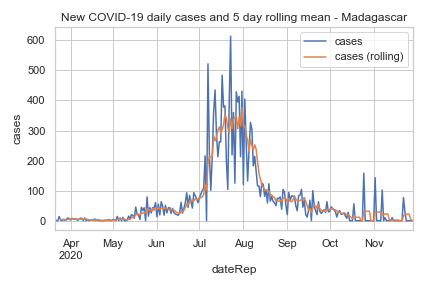 New COVID-19 daily cases and 5 day rolling mean - Madagascar
cases
cases (rolling)
600
500
400
300
200
100
0
cases
Apr May Jun Jul Aug Sep Oct Nov
2020
dateRep